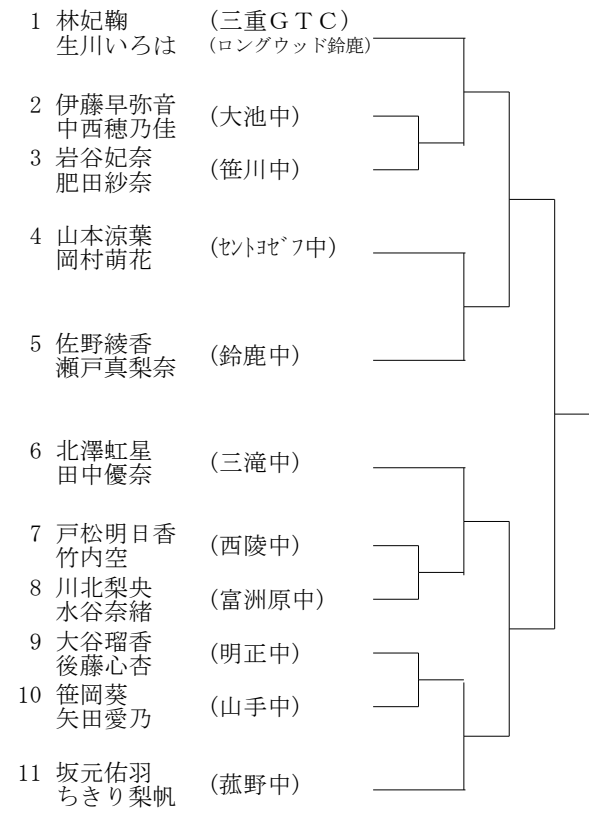 1 林妃鞠 (三重ＧＴＣ)
生川いろは (ロングウッド鈴鹿)
2 伊藤早弥音
中西穂乃佳 (大池中)
3 岩谷妃奈
肥田紗奈 (笹川中)
4 山本涼葉
岡村萌花 (ｾﾝﾄﾖｾﾞﾌ中)
5 佐野綾香
瀬戸真梨奈 (鈴鹿中)
6 北澤虹星
田中優奈 (三滝中)
7 戸松明日香
竹内空 (西陵中)
8 川北梨央
水谷奈緒 (富洲原中)
9 大谷瑠香
後藤心杏 (明正中)
10 笹岡葵
矢田愛乃 (山手中)
11 坂元佑羽
ちきり梨帆 (菰野中)